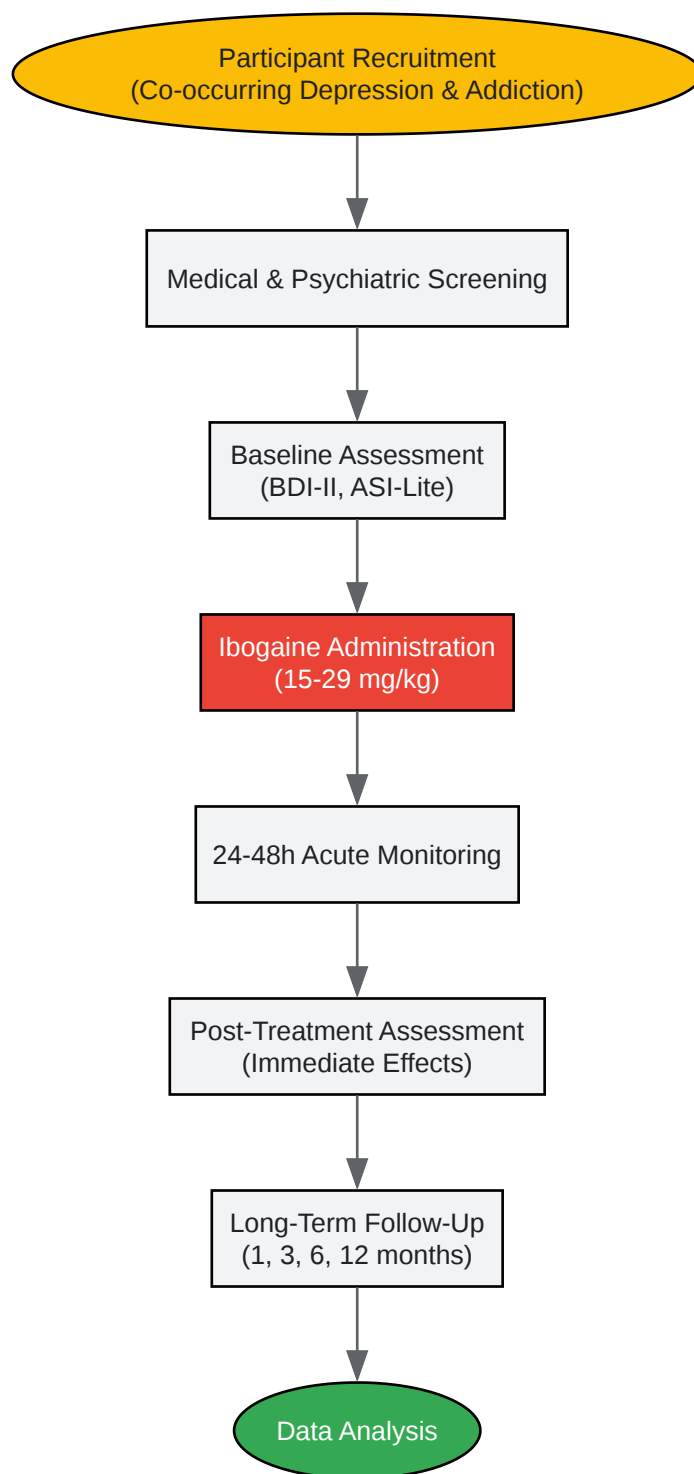 Participant Recruitment
(Co-occurring Depression & Addiction)
Medical & Psychiatric Screening
Baseline Assessment
(BDI-II, ASI-Lite)
Ibogaine Administration
(15-29 mg/kg)
24-48h Acute Monitoring
Post-Treatment Assessment
(Immediate Effects)
Long-Term Follow-Up
(1, 3, 6, 12 months)
Data Analysis